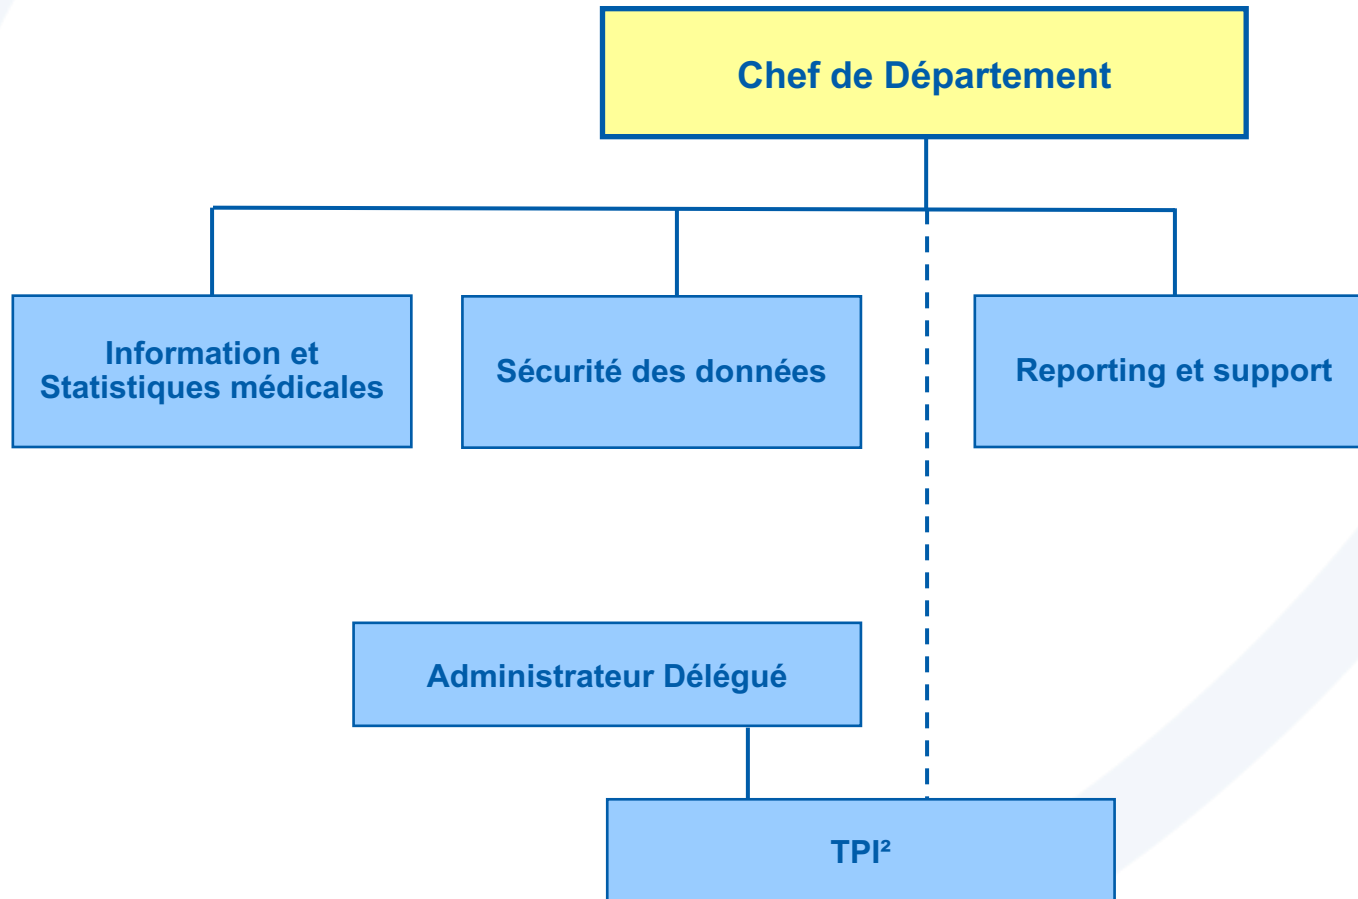 Chef de Département
Information et
Statistiques médicales
Sécurité des données
Reporting et support
Administrateur Délégué
TPI²